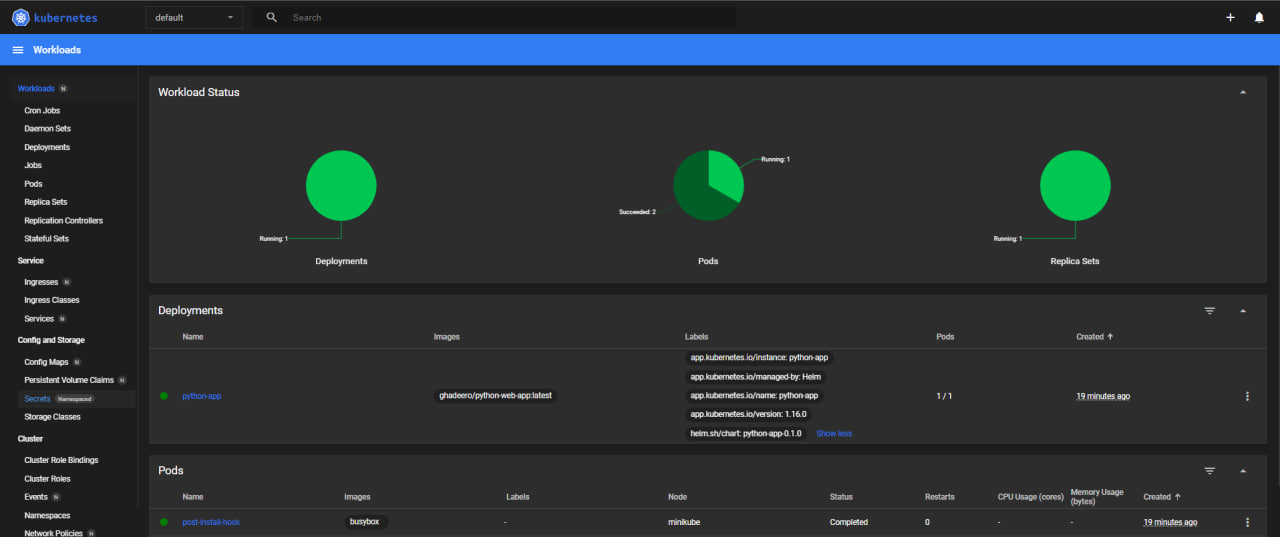 kubernetes default Search
Workloads
Workloads N
Cron Jobs
Daemon Sets
Deployments
Jobs
Pods
Replica Sets
Replication Controllers
Stateful Sets
Service
Ingresses N
Ingress Classes
Services N
Config and Storage
Config Maps N
Persistent Volume Claims N
Secrets Namespaced
Storage Classes
Cluster
Cluster Role Bindings
Cluster Roles
Events N
Namespaces
Network Policies N
Workload Status
Running: 1
Deployments
Running: 1
Succeeded: 2
Pods
Running: 1
Replica Sets
Deployments
Name Images Labels Pods Created
python-app ghadeero/python-web-app:latest
app.kubernetes.io/instance: python-app
app.kubernetes.io/managed-by: Helm
app.kubernetes.io/name: python-app
app.kubernetes.io/version: 1.16.0
helm.sh/chart: python-app-0.1.0 Show less
1 / 1 19 minutes ago
Pods
Name Images Labels Node Status Restarts CPU Usage (cores) Memory Usage (bytes) Created
post-install-hook busybox - minikube Completed 0 - - 19 minutes ago